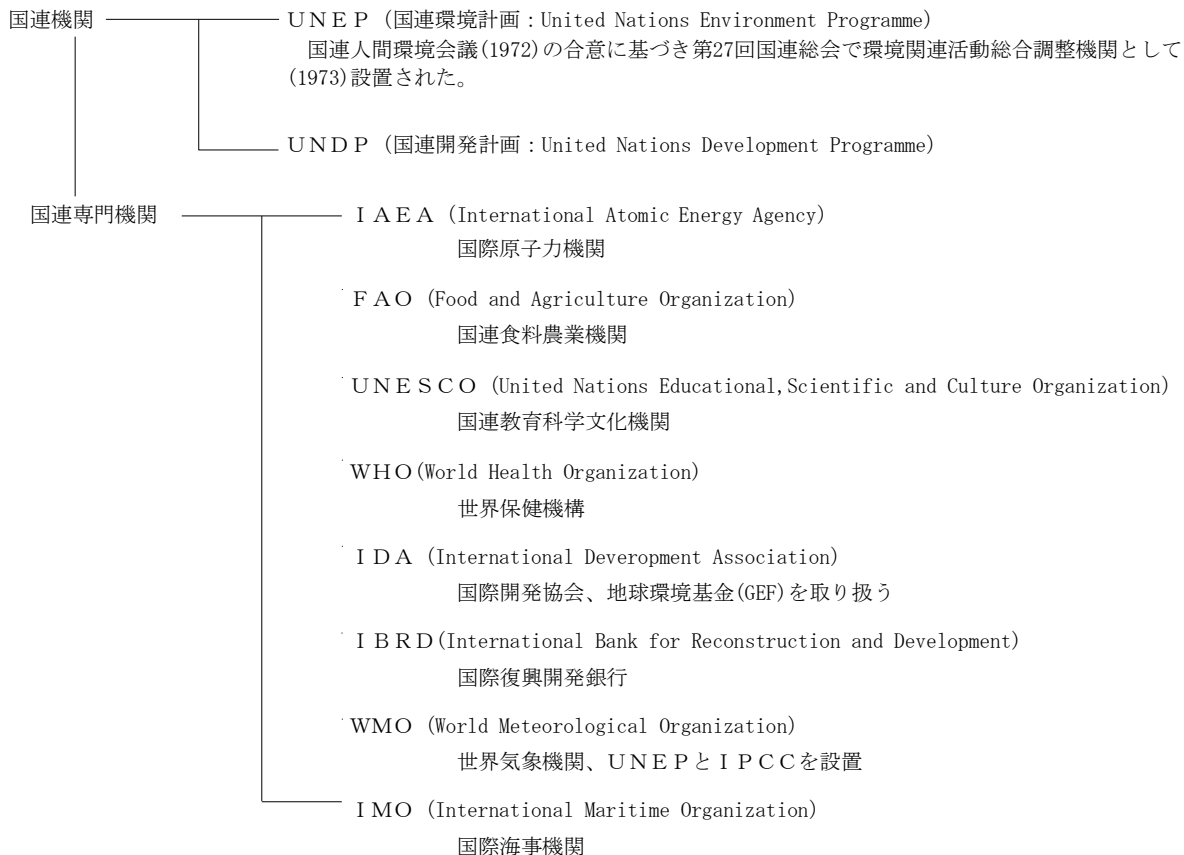 国連機関
ＵＮＥＰ（国連環境計画：United Nations Environment Programme）
国連人間環境会議(1972)の合意に基づき第27回国連総会で環境関連活動総合調整機関として
(1973)設置された。
ＵＮＤＰ（国連開発計画：United Nations Development Programme）
国連専門機関
ＩＡＥＡ（International Atomic Energy Agency）
国際原子力機関
ＦＡＯ（Food and Agriculture Organization）
国連食料農業機関
ＵＮＥＳＣＯ（United Nations Educational,Scientific and Culture Organization）
国連教育科学文化機関
ＷＨＯ(World Health Organization)
世界保健機構
ＩＤＡ（International Deveropment Association）
国際開発協会、地球環境基金(GEF)を取り扱う
ＩＢＲＤ(International Bank for Reconstruction and Development)
国際復興開発銀行
ＷＭＯ（World Meteorological Organization）
世界気象機関、ＵＮＥＰとＩＰＣＣを設置
ＩＭＯ（International Maritime Organization）
国際海事機関